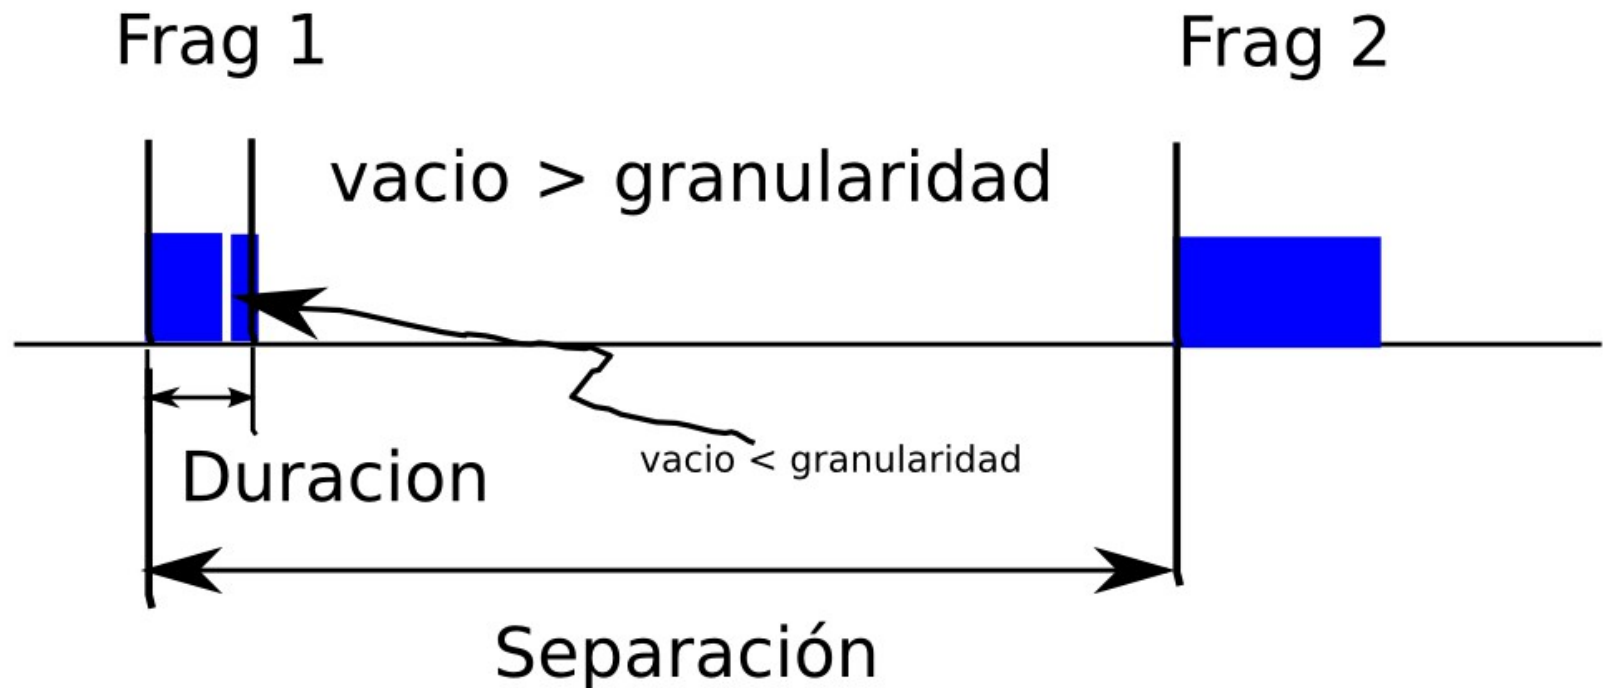 Frag 1
Frag 2
vacio > granularidad
vacio < granularidad
Duracion
Separación